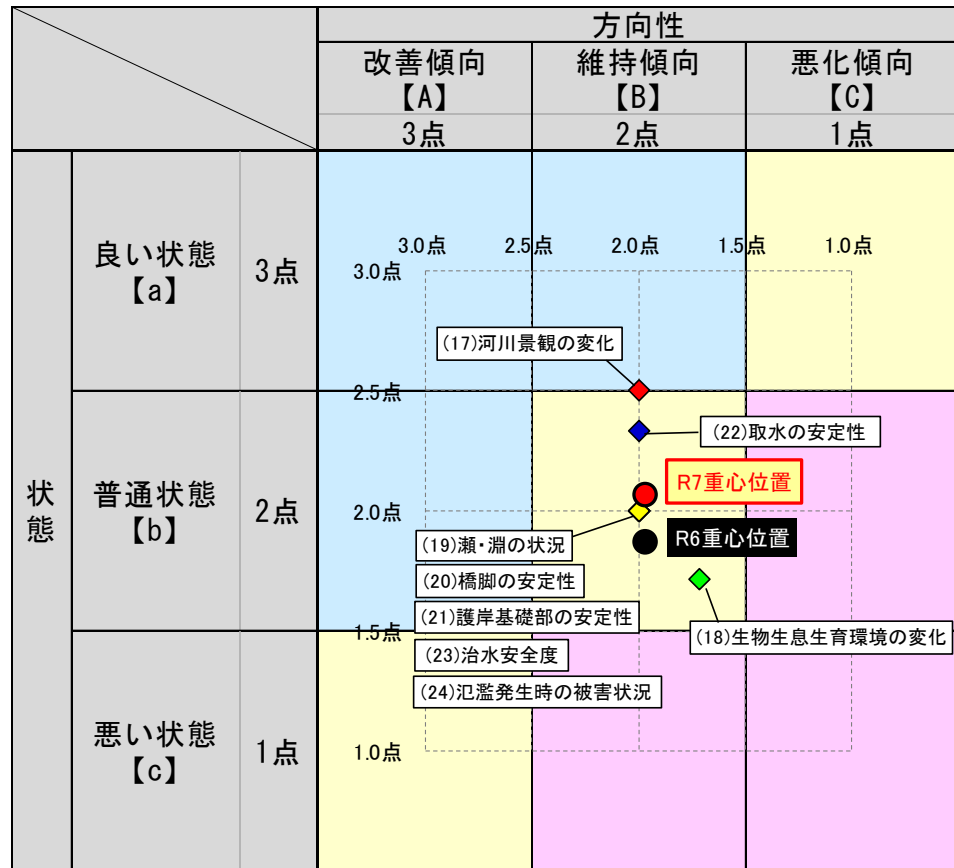 方向性
改善傾向
【A】
維持傾向
【B】
悪化傾向
【C】
3点
2点
1点
状態
良い状態
【a】
3点
普通状態
【b】
2点
悪い状態
【c】
1点
3.0点
2.5点
2.0点
1.5点
1.0点
3.0点
(17)河川景観の変化
2.5点
(22)取水の安定性
R7重心位置
2.0点
R6重心位置
(19)瀬・淵の状況
(20)橋脚の安定性
(21)護岸基礎部の安定性
1.5点
(18)生物生息生育環境の変化
(23)治水安全度
(24)氾濫発生時の被害状況
1.0点